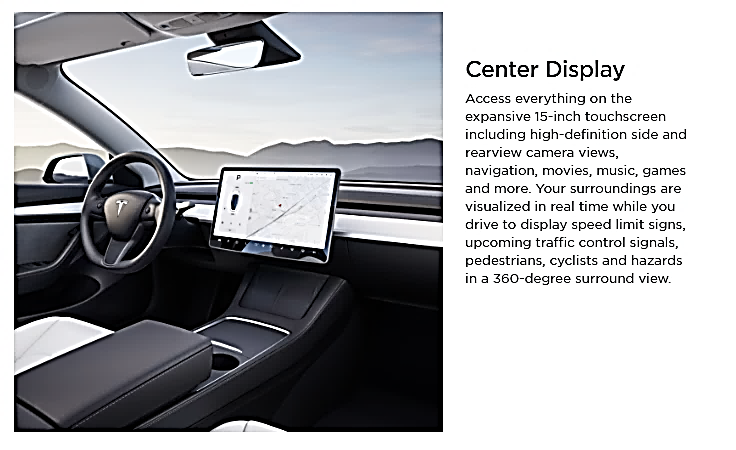 Center Display
Access everything on the
expansive 15-inch touchscreen
including high-definition side and
rearview camera views,
navigation, movies, music, games
and more. Your surroundings are
visualized in real time while you
drive to display speed limit signs,
upcoming traffic control signals,
pedestrians, cyclists and hazards
in a 360-degree surround view.
P